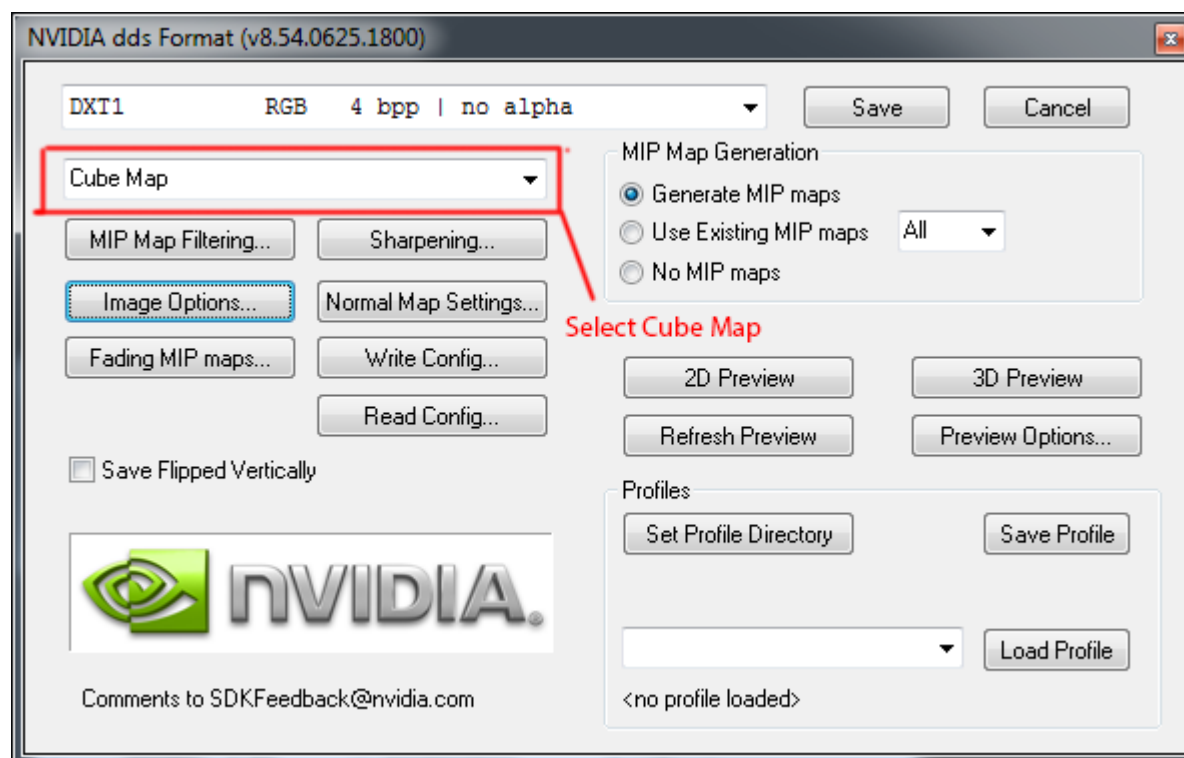 NVIDIA dds Format (v8.54.0625.1800)
DXT1 RGB 4 bpp | no alpha
Save
Cancel
Cube Map
MIP Map Generation
Generate MIP maps
Use Existing MIP maps
All
No MIP maps
MIP Map Filtering...
Sharpening...
Image Options...
Normal Map Settings...
Select Cube Map
Fading MIP maps...
Write Config...
2D Preview
3D Preview
Read Config...
Refresh Preview
Preview Options...
Save Flipped Vertically
Profiles
Set Profile Directory
Save Profile
nVIDIA.
Load Profile
Comments to SDKFeedback@nvidia.com
<no profile loaded>